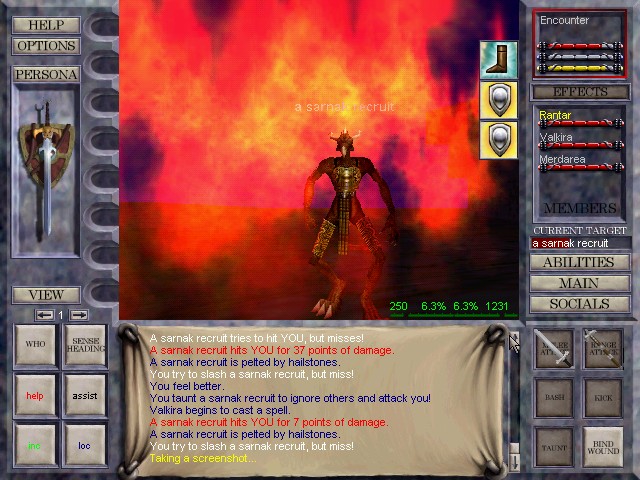 HELP
OPTIONS
PERSONA
VIEW
1
WHO
SENSE
HEADING
help
assist
inc
loc
a sarnak recruit
250 6.3% 6.3% 1231
A sarnak recruit tries to hit YOU, but misses!
A sarnak recruit hits YOU for 37 points of damage.
A sarnak recruit is pelted by hailstones.
You try to slash a sarnak recruit, but miss!
You feel better.
You taunt a sarnak recruit to ignore others and attack you!
Valkira begins to cast a spell.
A sarnak recruit hits YOU for 7 points of damage.
A sarnak recruit is pelted by hailstones.
You try to slash a sarnak recruit, but miss!
Taking a screenshot...
Encounter
EFFECTS
Rantar
Valkira
Merdarea
MEMBERS
CURRENT TARGET
a sarnak recruit
ABILITIES
MAIN
SOCIALS
MELEE
ATTACK
RANGE
ATTACK
BASH
KICK
TAUNT
BIND
WOUND